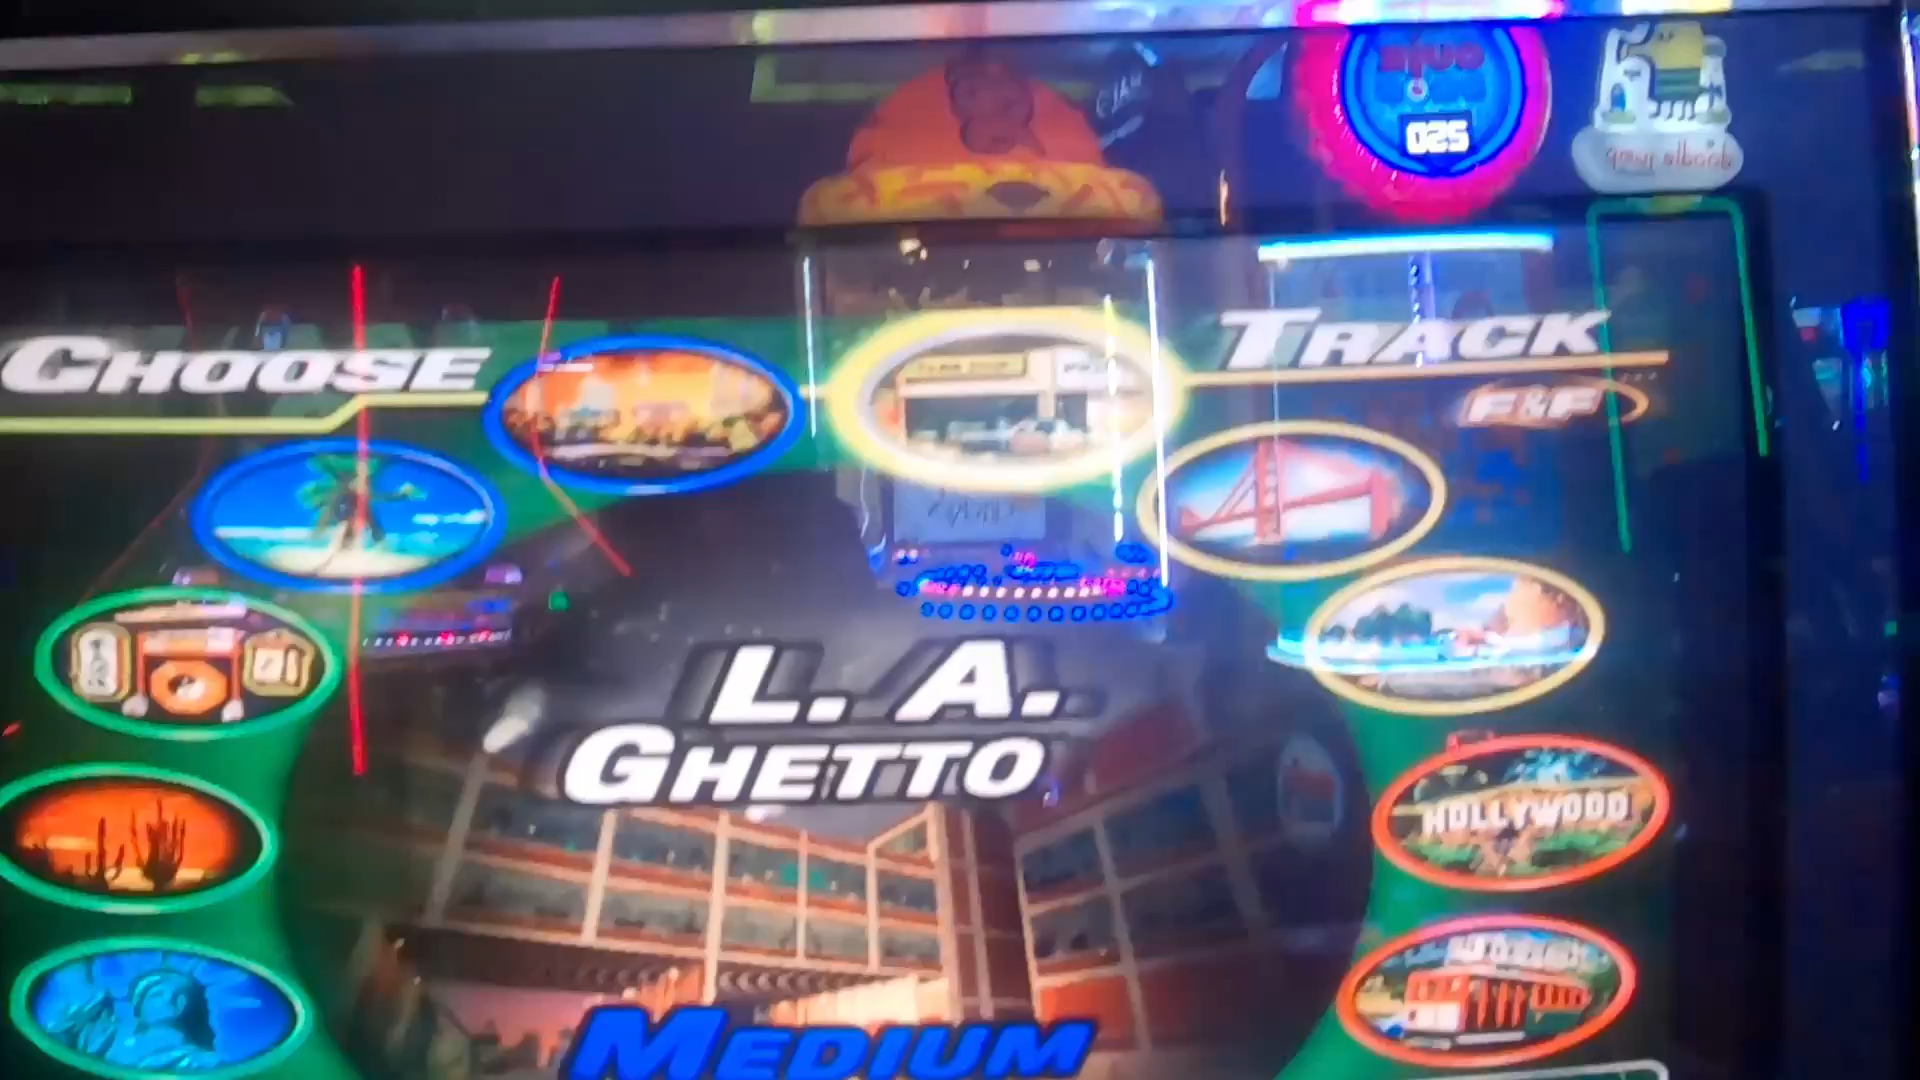 CHOOSE
TRACK
F&F
L. A.
GHETTO
HOLLYWOOD
MEDIUM
025